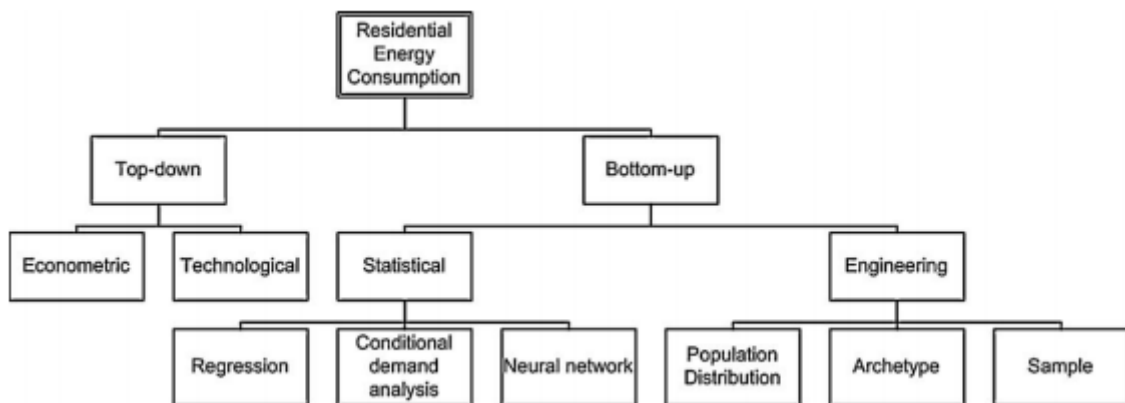 Residential
Energy
Consumption
Top-down
Bottom-up
Econometric
Technological
Statistical
Engineering
Regression
Conditional
demand
analysis
Neural network
Population
Distribution
Archetype
Sample